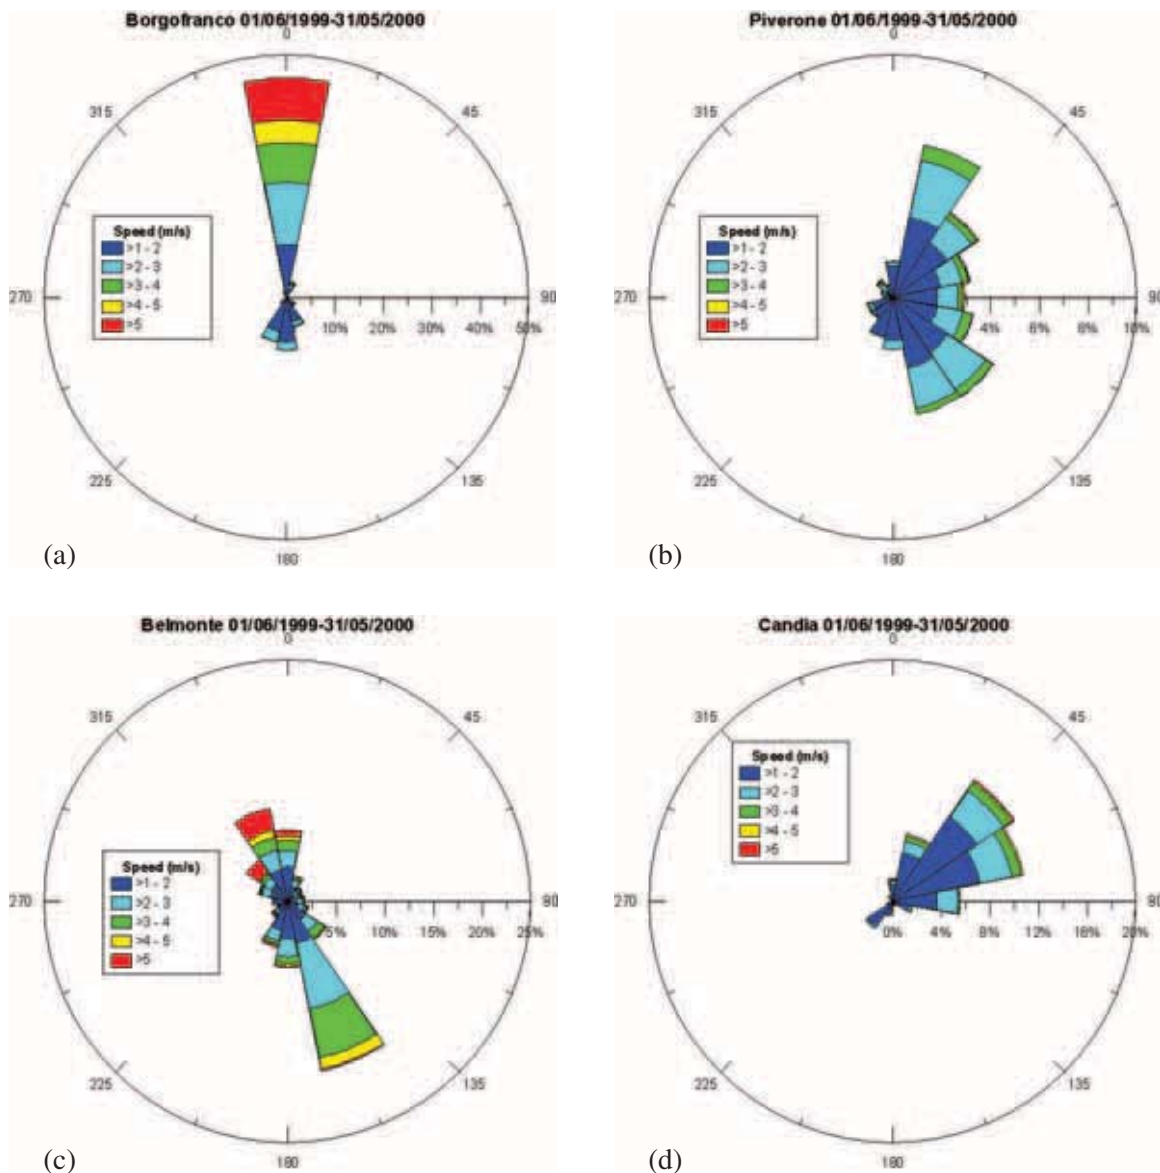 Borgofranco 01/06/1999-31/05/2000
0
315
45
Speed (m/s)
>1 - 2
>2 - 3
>3 - 4
>4 - 5
>5
270
90
10%
20%
30%
40%
50%
225
135
180
(a)
Piverone 01/06/1999-31/05/2000
0
315
45
Speed (m/s)
>1 - 2
>2 - 3
>3 - 4
>4 - 5
>5
270
90
4%
6%
8%
10%
225
135
180
(b)
Belmonte 01/06/1999-31/05/2000
0
315
45
Speed (m/s)
>1 - 2
>2 - 3
>3 - 4
>4 - 5
>5
270
90
5%
10%
15%
20%
25%
225
135
180
(c)
Candia 01/06/1999-31/05/2000
0
315
45
Speed (m/s)
>1 - 2
>2 - 3
>3 - 4
>4 - 5
>5
270
90
0%
4%
8%
12%
16%
20%
225
135
180
(d)